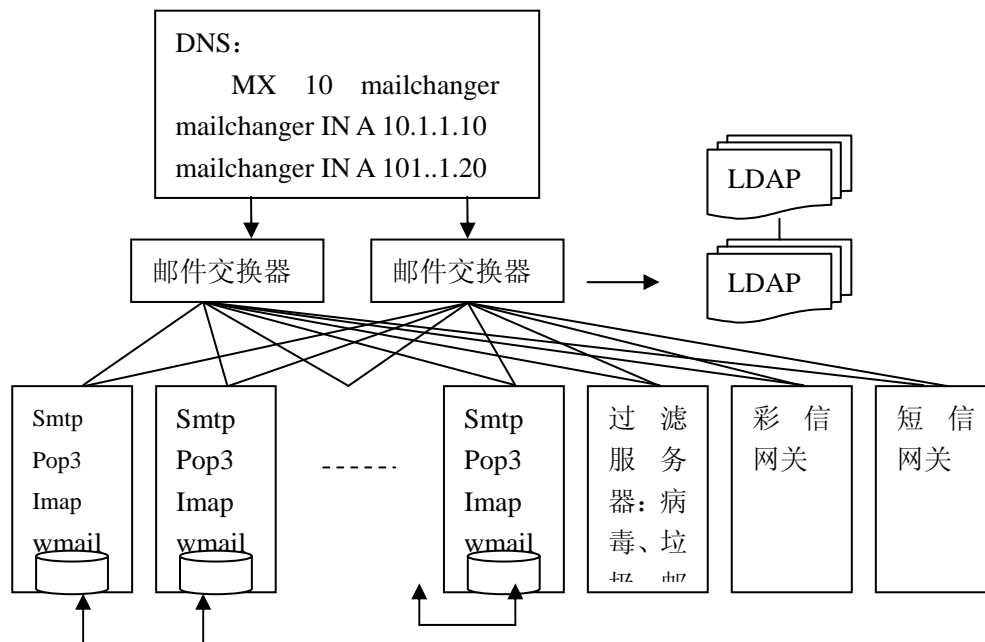 DNS：
MX 10 mailchanger
mailchanger IN A 10.1.1.10
mailchanger IN A 101..1.20
LDAP
LDAP
邮件交换器
邮件交换器
Smtp
Pop3
Imap
wmail
Smtp
Pop3
Imap
wmail
Smtp
Pop3
Imap
wmail
过滤
服务
器：病
毒、垃
彩信
网关
短信
网关